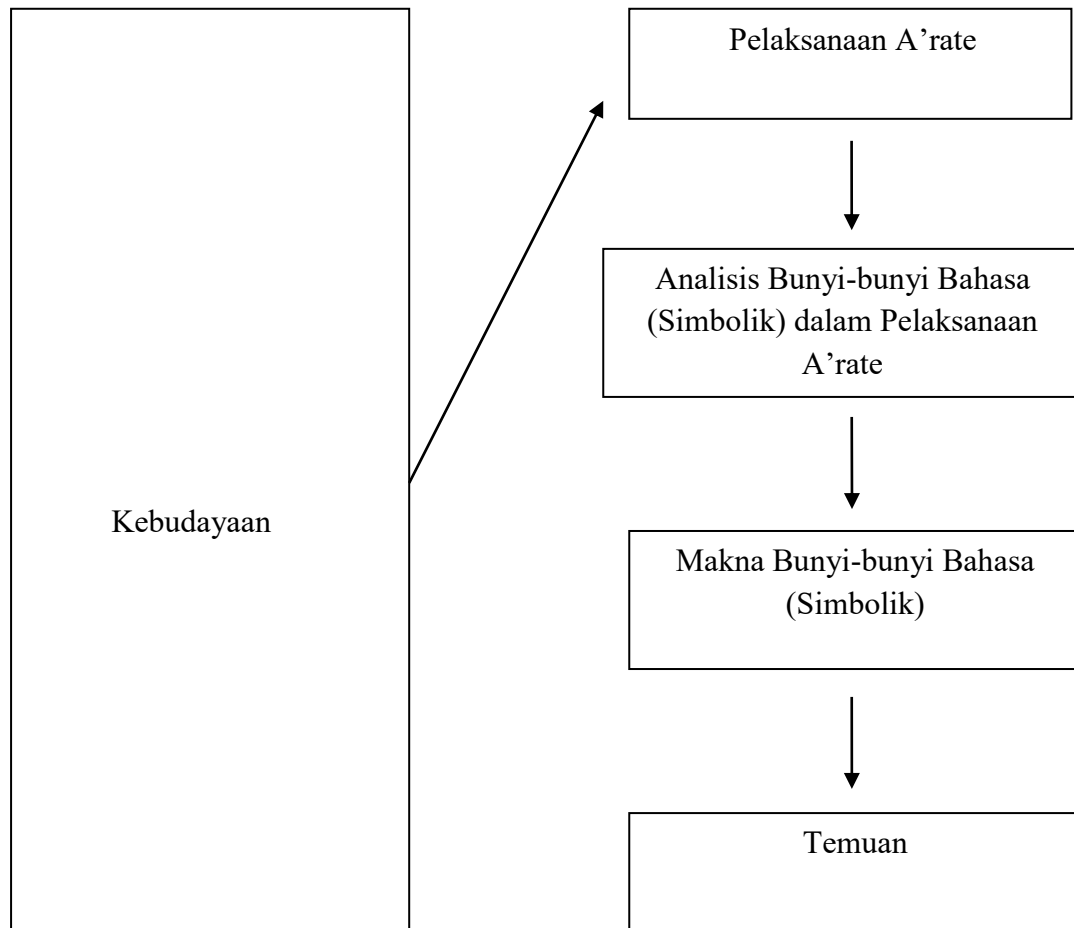 Kebudayaan
Pelaksanaan A’rate
Analisis Bunyi-bunyi Bahasa
(Simbolik) dalam Pelaksanaan
A’rate
Makna Bunyi-bunyi Bahasa
(Simbolik)
Temuan